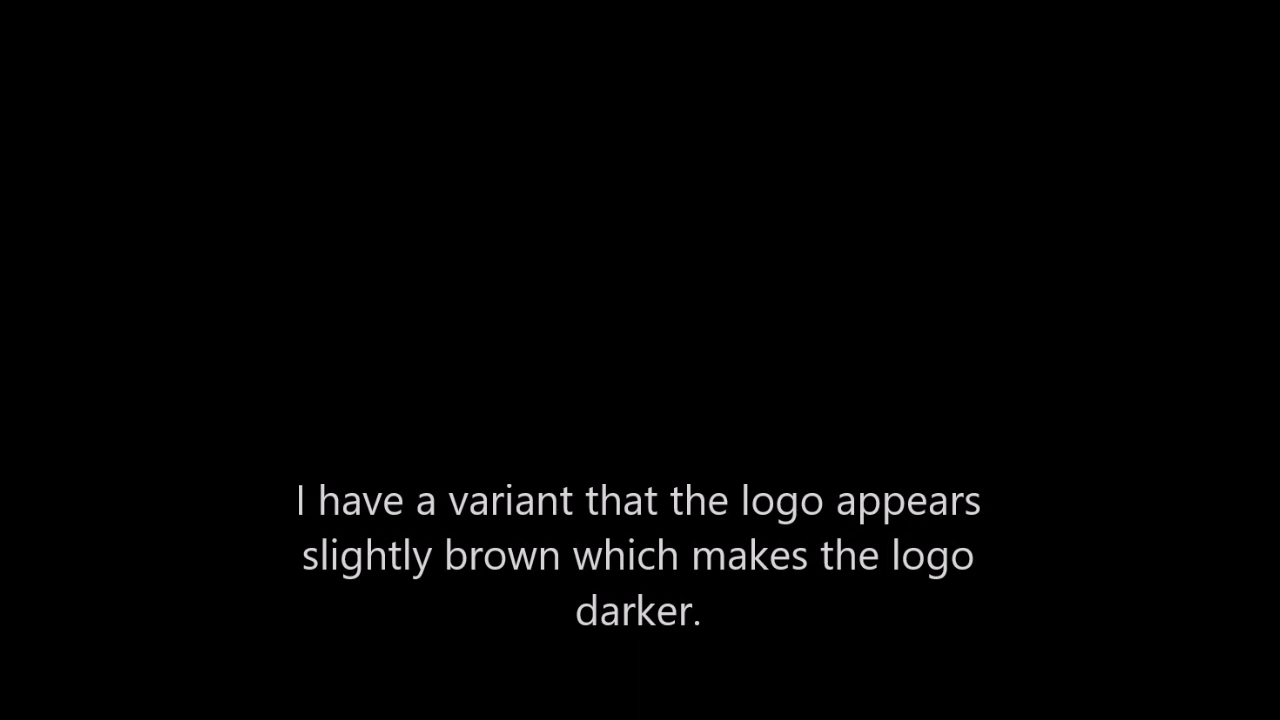 I have a variant that the logo appears
slightly brown which makes the logo
darker.